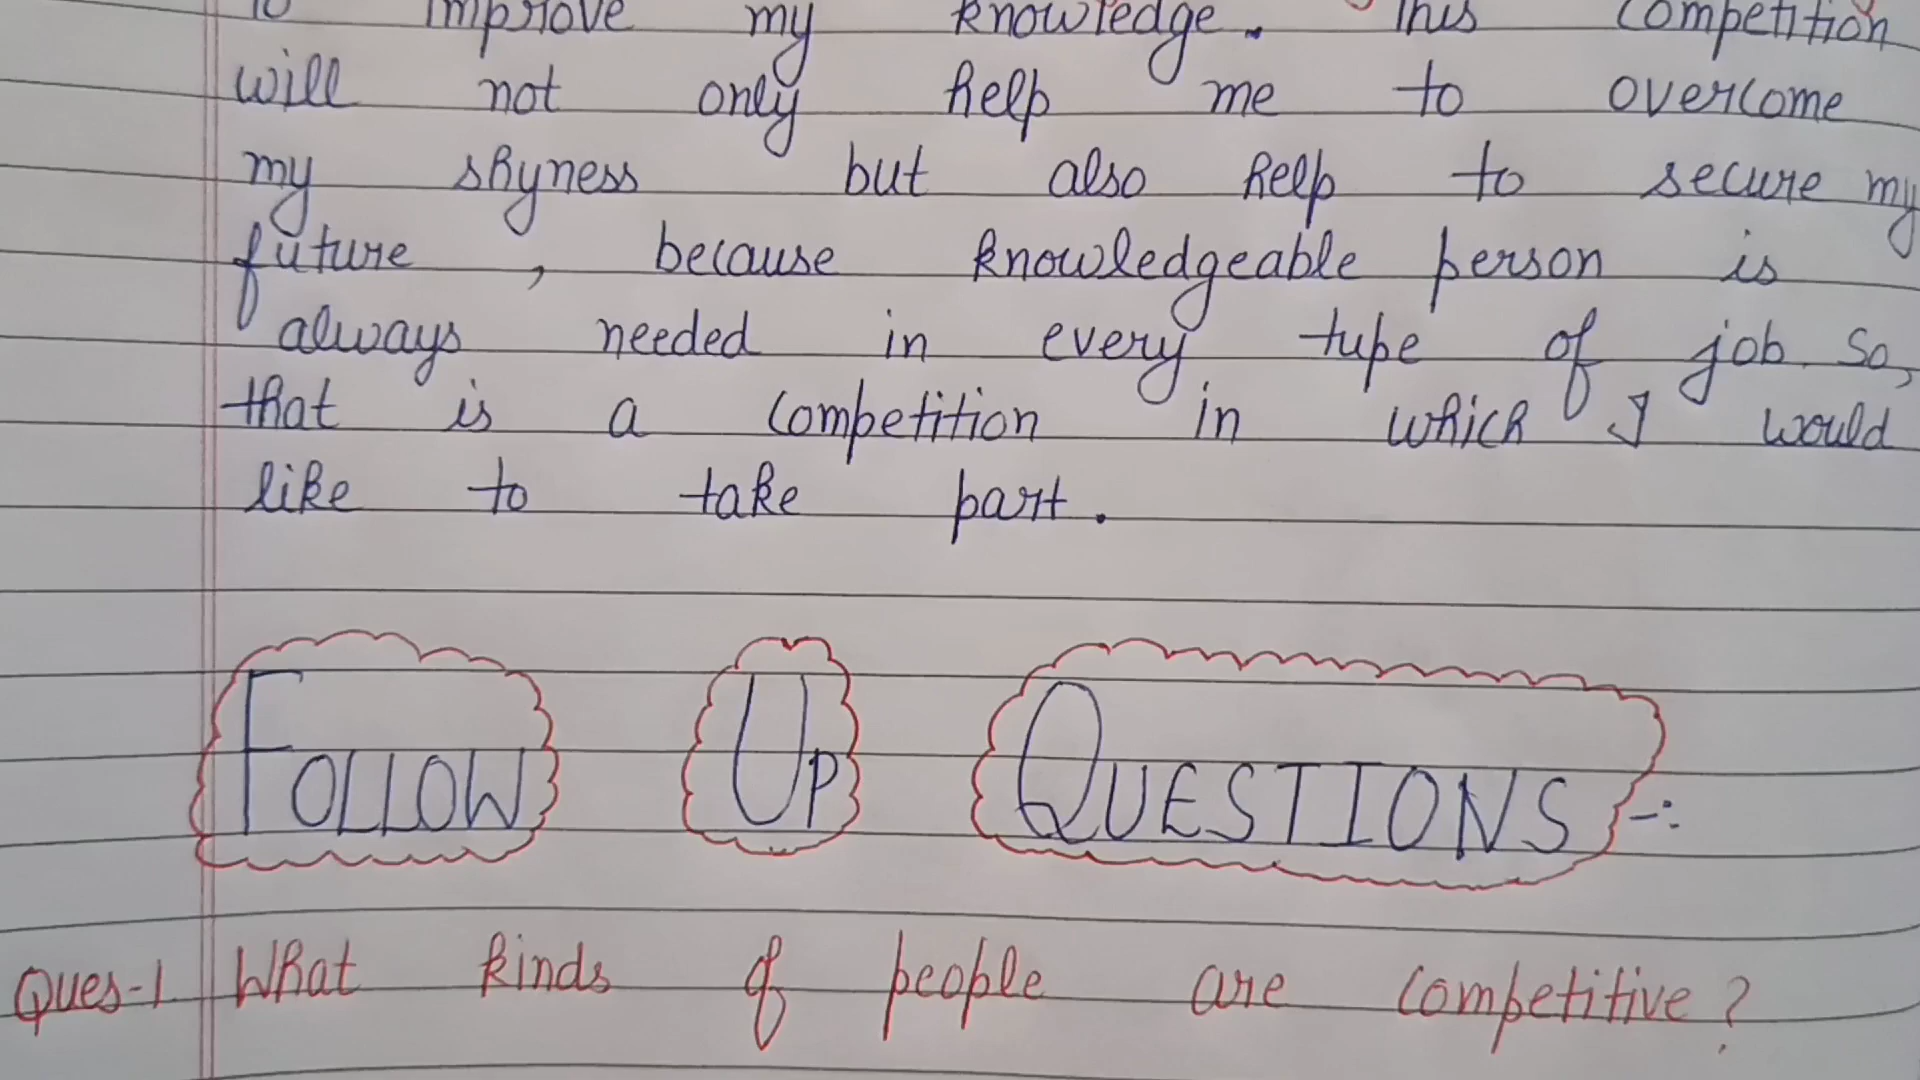 to improve my knowledge. This competition
will not only help me to overcome
my shyness but also help to secure my
future, because knowledgeable person is
always needed in every tupe of job. So,
that is a competition in which I would
like to take part.
FOLLOW UP QUESTIONS -:
Ques-1 What kinds of people are competitive?